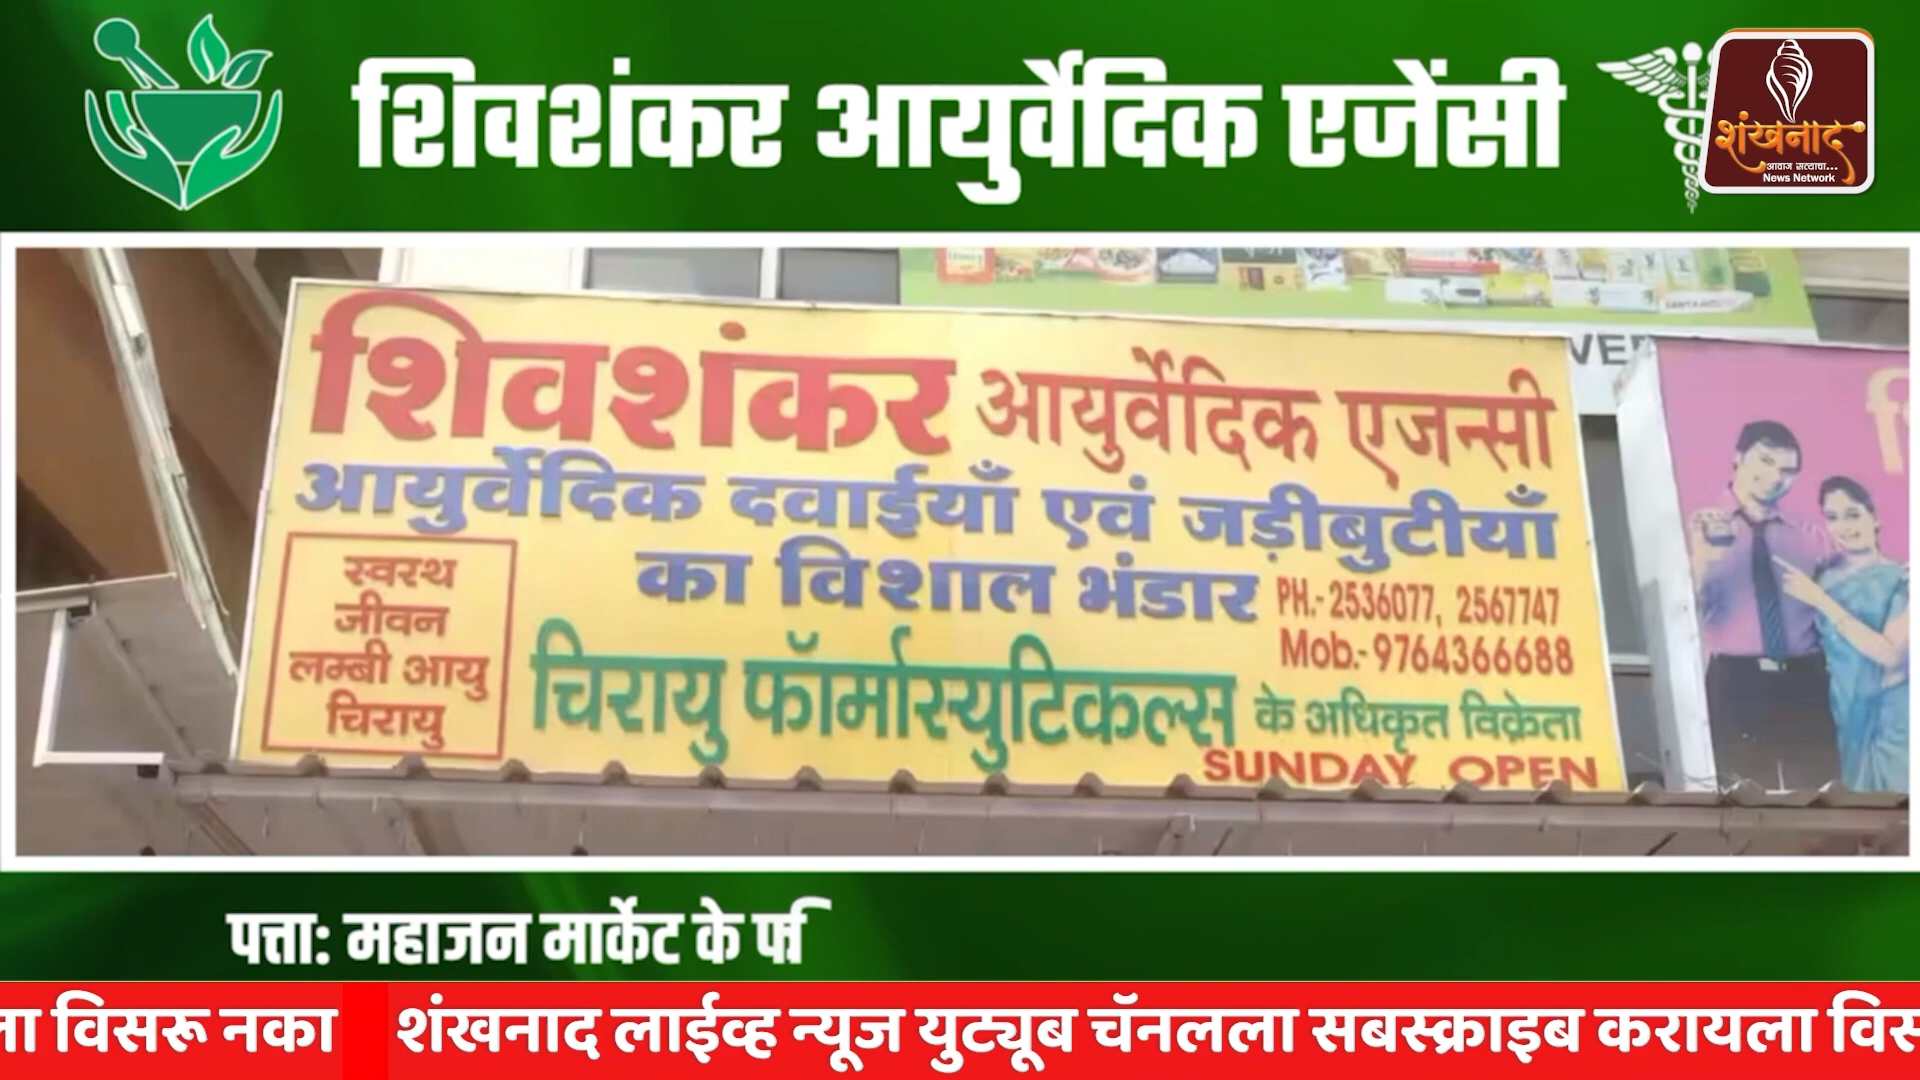 शिवशंकर आयुर्वेदिक एजेंसी
शंखनाद
आवाज सत्याचा...
News Network
शिवशंकर आयुर्वेदिक एजन्सी
आयुर्वेदिक दवाईयाँ एवं जड़ीबुटीयाँ
का विशाल भंडार
PH.- 2536077, 2567747
Mob.- 9764366688
स्वस्थ
जीवन
लम्बी आयु
चिरायु
चिरायु फॉर्मास्युटिकल्स के अधिकृत विक्रेता
SUNDAY OPEN
पत्ता: महाजन मार्केट के
ला विसरू नका शंखनाद लाईव्ह न्यूज युट्यूब चॅनलला सबस्क्राइब करायला विस